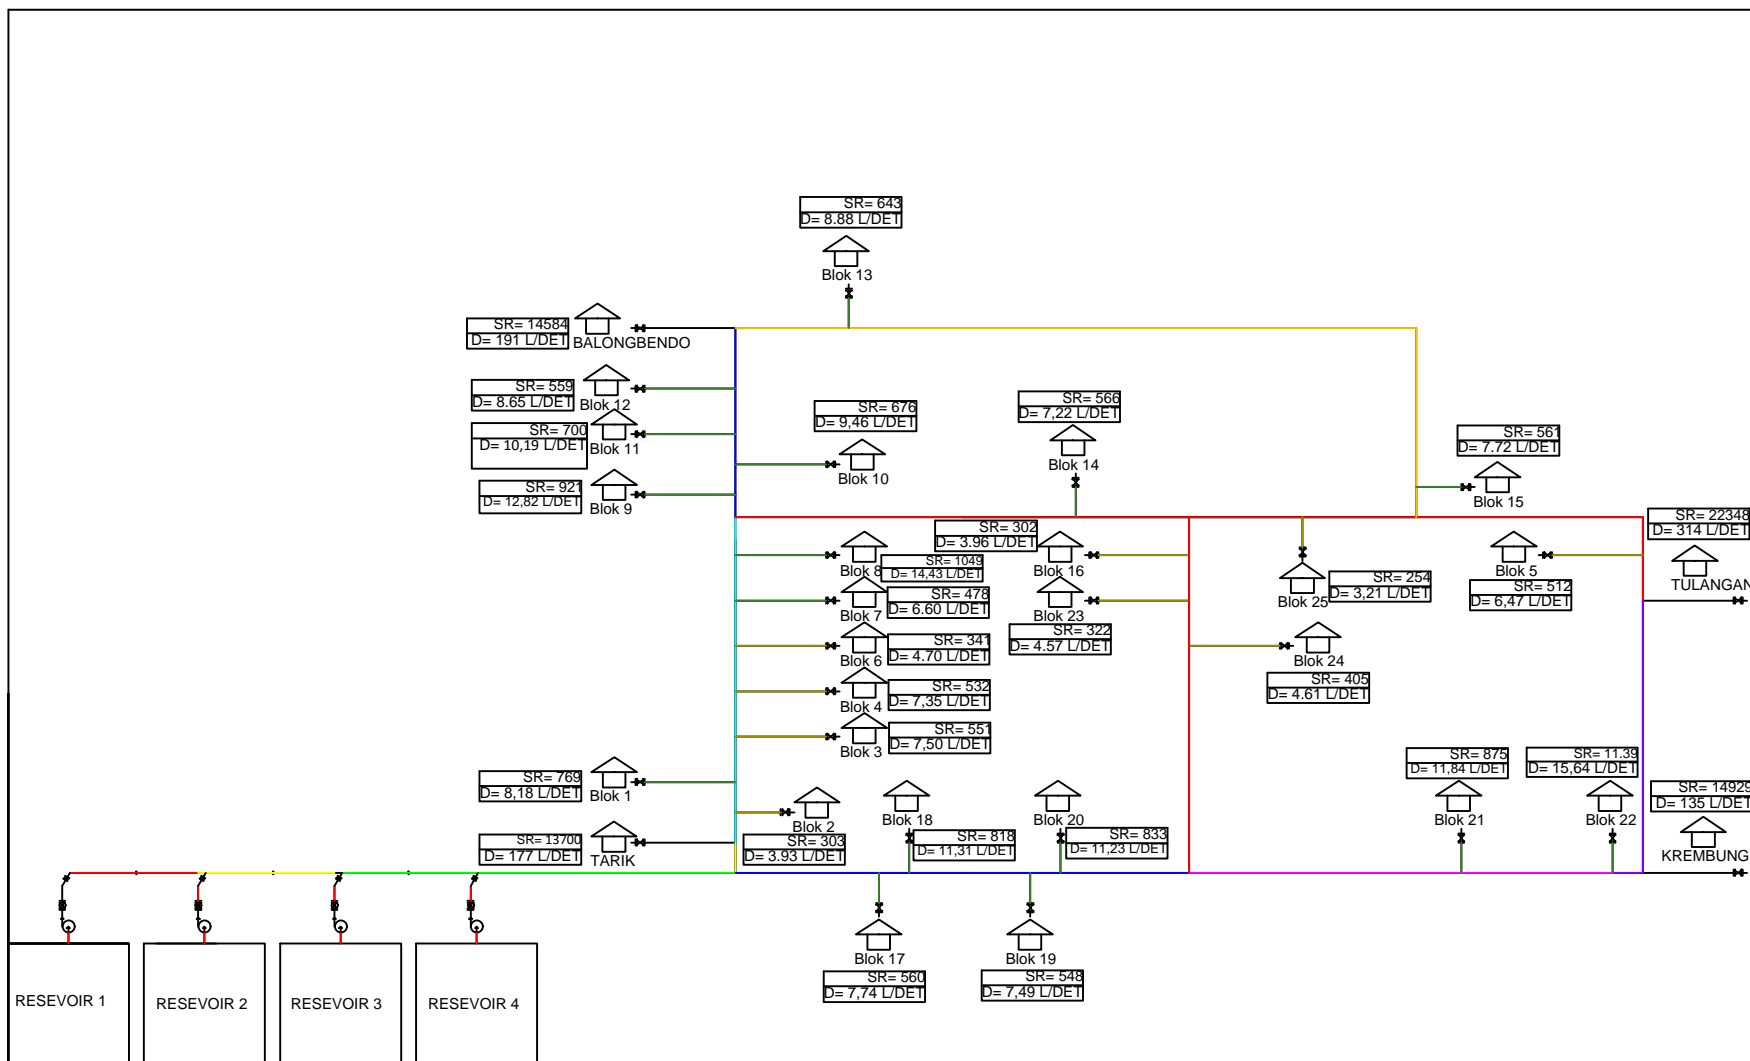 SR= 643
D= 8.88 L/DET
Blok 13
SR= 14584
D= 191 L/DET
BALONGBENDO
SR= 559
D= 8.65 L/DET
Blok 12
SR= 700
D= 10,19 L/DET
Blok 11
SR= 676
D= 9,46 L/DET
Blok 10
SR= 566
D= 7,22 L/DET
Blok 14
SR= 561
D= 7.72 L/DET
Blok 15
SR= 921
D= 12,82 L/DET
Blok 9
SR= 302
D= 3.96 L/DET
Blok 16
SR= 22348
D= 314 L/DET
TULANGAN
Blok 8
SR= 1049
D= 14,43 L/DET
Blok 5
SR= 512
D= 6,47 L/DET
Blok 7
SR= 478
D= 6.60 L/DET
Blok 23
SR= 322
D= 4.57 L/DET
Blok 25
SR= 254
D= 3,21 L/DET
Blok 6
SR= 341
D= 4.70 L/DET
Blok 24
SR= 405
D= 4.61 L/DET
Blok 4
SR= 532
D= 7,35 L/DET
Blok 3
SR= 551
D= 7,50 L/DET
SR= 769
D= 8,18 L/DET
Blok 1
Blok 2
SR= 303
D= 3.93 L/DET
SR= 13700
D= 177 L/DET
TARIK
Blok 18
SR= 818
D= 11,31 L/DET
Blok 20
SR= 833
D= 11,23 L/DET
SR= 875
D= 11,84 L/DET
Blok 21
SR= 11.39
D= 15,64 L/DET
Blok 22
SR= 14929
D= 135 L/DET
KREMBUNG
Blok 17
SR= 560
D= 7,74 L/DET
Blok 19
SR= 548
D= 7,49 L/DET
RESEVOIR 1
RESEVOIR 2
RESEVOIR 3
RESEVOIR 4